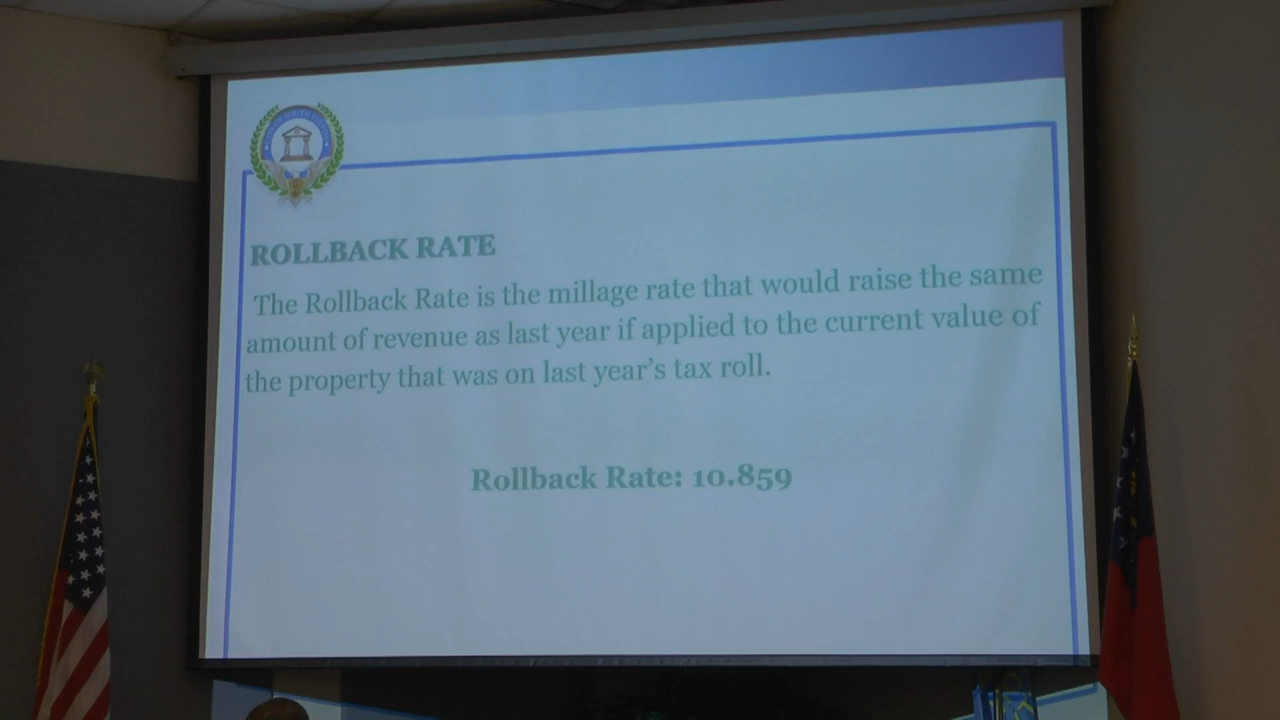 ROLLBACK RATE
The Rollback Rate is the millage rate that would raise the same
amount of revenue as last year if applied to the current value of
the property that was on last year's tax roll.
Rollback Rate: 10.859